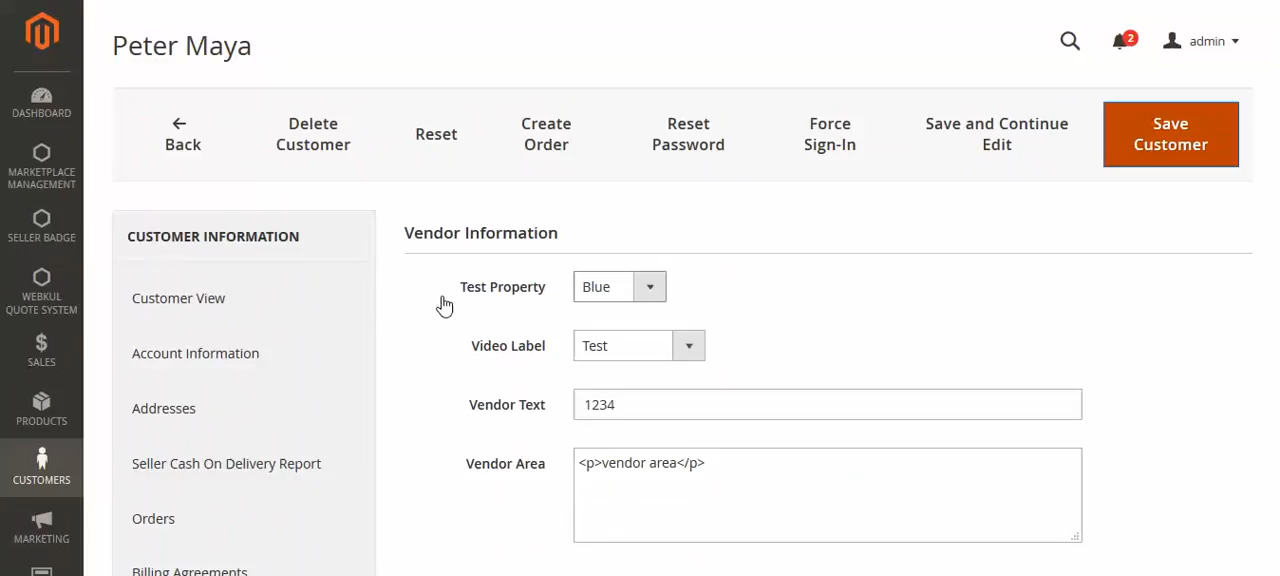 Peter Maya
2
admin
← Back
Delete Customer
Reset
Create Order
Reset Password
Force Sign-In
Save and Continue Edit
Save Customer
DASHBOARD
MARKETPLACE MANAGEMENT
SELLER BADGE
WEBKUL QUOTE SYSTEM
$
SALES
PRODUCTS
CUSTOMERS
MARKETING
CUSTOMER INFORMATION
Customer View
Account Information
Addresses
Seller Cash On Delivery Report
Orders
Billing Agreements
Vendor Information
Test Property Blue
Video Label Test
Vendor Text 1234
Vendor Area <p>vendor area</p>